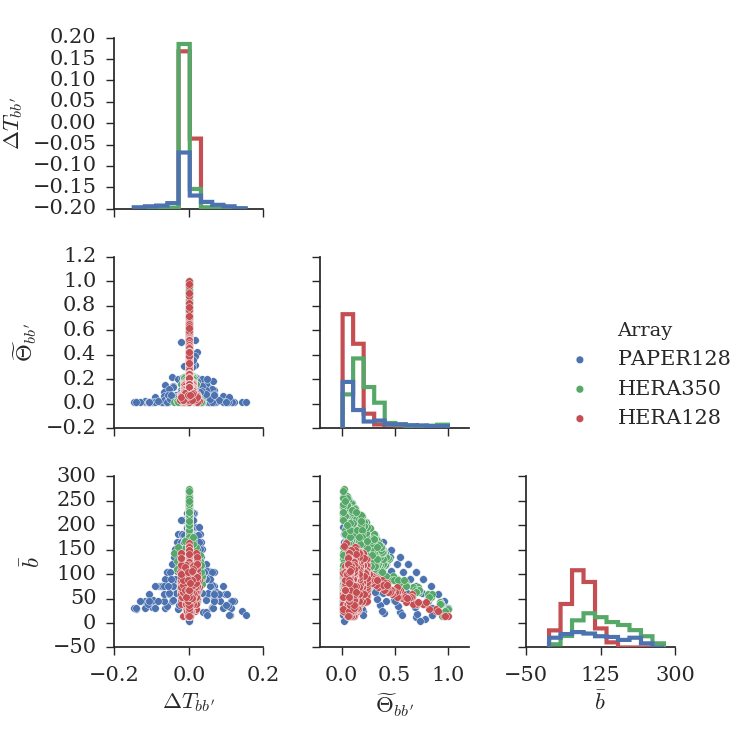 0.20
0.15
0.10
0.05
0.00
−0.05
−0.10
−0.15
−0.20
ΔT_{bb′}
1.2
1.0
0.8
0.6
0.4
0.2
0.0
−0.2
Θ̃_{bb′}
Array
PAPER128
HERA350
HERA128
300
250
200
150
100
50
0
−50
b̄
−0.2 0.0 0.2
ΔT_{bb′}
0.0 0.5 1.0
Θ̃_{bb′}
−50 125 300
b̄